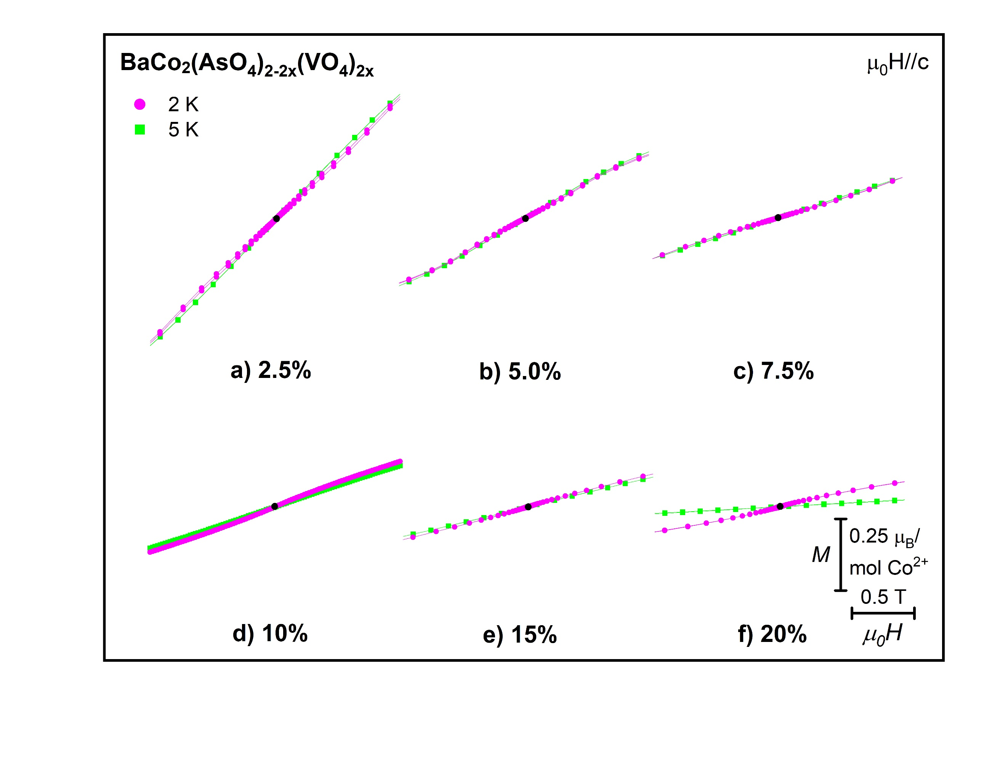 BaCo₂(AsO₄)₂₋₂ₓ(VO₄)₂ₓ
μ₀H//c
2 K
5 K
a) 2.5%
b) 5.0%
c) 7.5%
d) 10%
e) 15%
f) 20%
M
0.25 μB/
mol Co²⁺
0.5 T
μ₀H